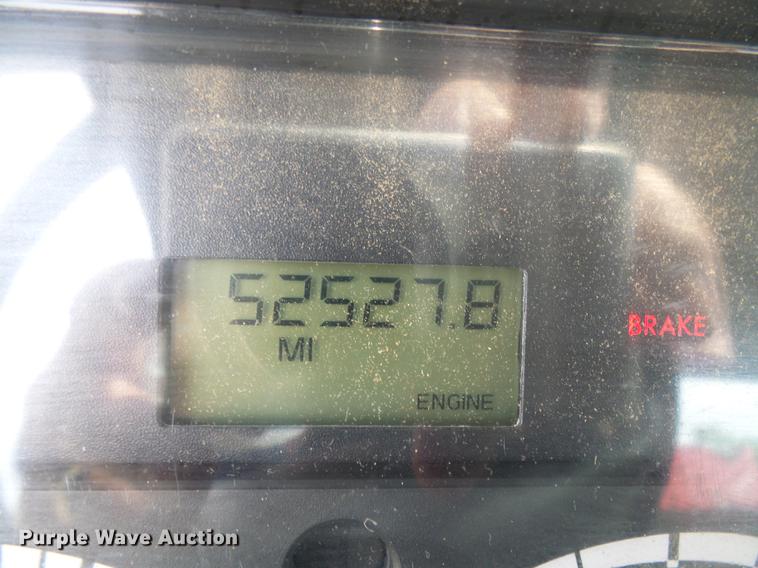 52527.8
MI
BRAKE
ENGINE
Purple Wave Auction